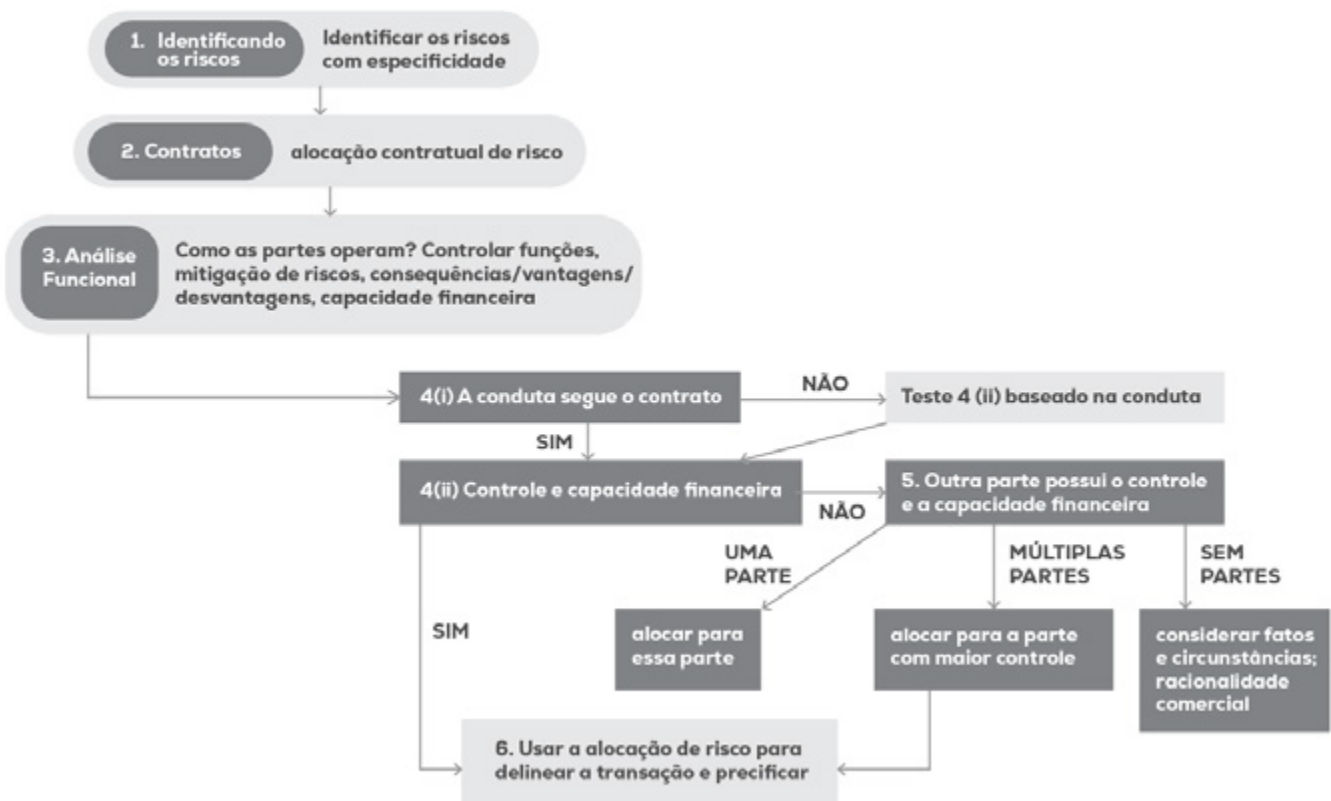 1. Identificando
os riscos
Identificar os riscos
com especificidade
2. Contratos
alocação contratual de risco
3. Análise
Funcional
Como as partes operam? Controlar funções,
mitigação de riscos, consequências/vantagens/
desvantagens, capacidade financeira
4(i) A conduta segue o contrato
NÃO
Teste 4 (ii) baseado na conduta
SIM
4(ii) Controle e capacidade financeira
NÃO
5. Outra parte possui o controle
e a capacidade financeira
UMA
PARTE
MÚLTIPLAS
PARTES
SEM
PARTES
SIM
alocar para
essa parte
alocar para a parte
com maior controle
considerar fatos
e circunstâncias;
racionalidade
comercial
6. Usar a alocação de risco para
delinear a transação e precificar